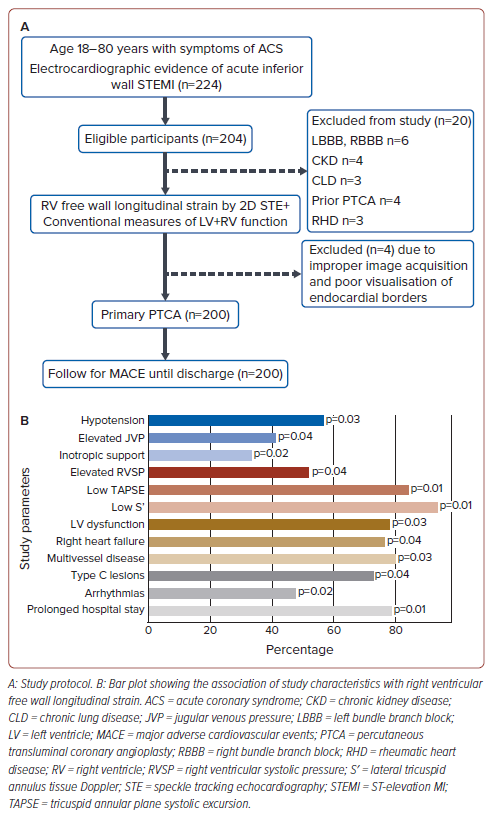 A
Age 18–80 years with symptoms of ACS
Electrocardiographic evidence of acute inferior
wall STEMI (n=224)
Eligible participants (n=204)
Excluded from study (n=20)
LBBB, RBBB n=6
CKD n=4
CLD n=3
Prior PTCA n=4
RHD n=3
RV free wall longitudinal strain by 2D STE+
Conventional measures of LV+RV function
Excluded (n=4) due to
improper image acquisition
and poor visualisation of
endocardial borders
Primary PTCA (n=200)
Follow for MACE until discharge (n=200)
B
Study parameters
Hypotension p=0.03
Elevated JVP p=0.04
Inotropic support p=0.02
Elevated RVSP p=0.04
Low TAPSE p=0.01
Low S' p=0.01
LV dysfunction p=0.03
Right heart failure p=0.04
Multivessel disease p=0.03
Type C lesions p=0.04
Arrhythmias p=0.02
Prolonged hospital stay p=0.01
0 20 40 60 80
Percentage
A: Study protocol. B: Bar plot showing the association of study characteristics with right ventricular
free wall longitudinal strain. ACS = acute coronary syndrome; CKD = chronic kidney disease;
CLD = chronic lung disease; JVP = jugular venous pressure; LBBB = left bundle branch block;
LV = left ventricle; MACE = major adverse cardiovascular events; PTCA = percutaneous
transluminal coronary angioplasty; RBBB = right bundle branch block; RHD = rheumatic heart
disease; RV = right ventricle; RVSP = right ventricular systolic pressure; S' = lateral tricuspid
annulus tissue Doppler; STE = speckle tracking echocardiography; STEMI = ST-elevation MI;
TAPSE = tricuspid annular plane systolic excursion.